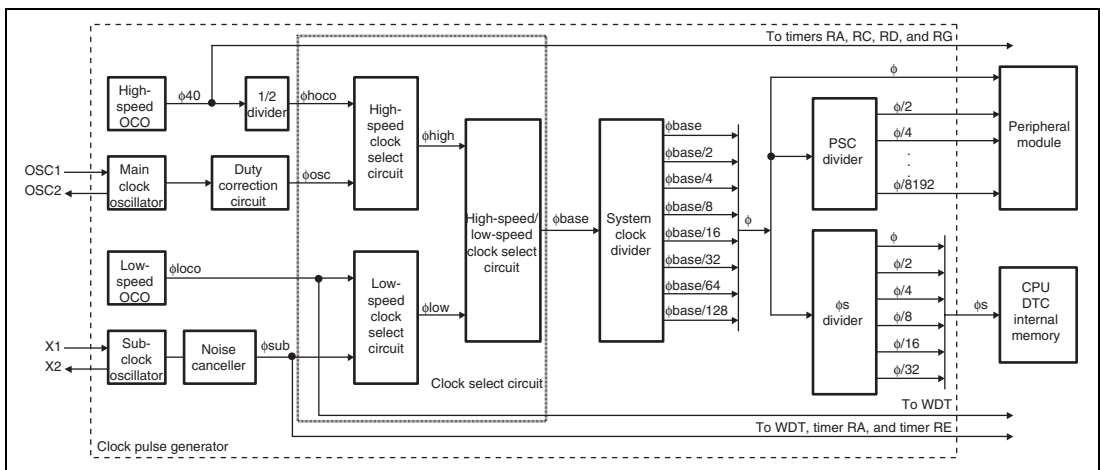 To timers RA, RC, RD, and RG
High-
speed
OCO
ϕ40
1/2
divider
ϕhoco
High-
speed
clock
select
circuit
ϕhigh
OSC1
OSC2
Main
clock
oscillator
Duty
correction
circuit
ϕosc
High-speed/
low-speed
clock select
circuit
ϕbase
System
clock
divider
ϕbase
ϕbase/2
ϕbase/4
ϕbase/8
ϕbase/16
ϕbase/32
ϕbase/64
ϕbase/128
ϕ
ϕ
PSC
divider
ϕ/2
ϕ/4
.
.
.
ϕ/8192
Peripheral
module
Low-
speed
OCO
ϕloco
Low-
speed
clock
select
circuit
ϕlow
X1
X2
Sub-
clock
oscillator
Noise
canceller
ϕsub
Clock select circuit
ϕs
divider
ϕ
ϕ/2
ϕ/4
ϕ/8
ϕ/16
ϕ/32
ϕs
CPU
DTC
internal
memory
To WDT
To WDT, timer RA, and timer RE
Clock pulse generator